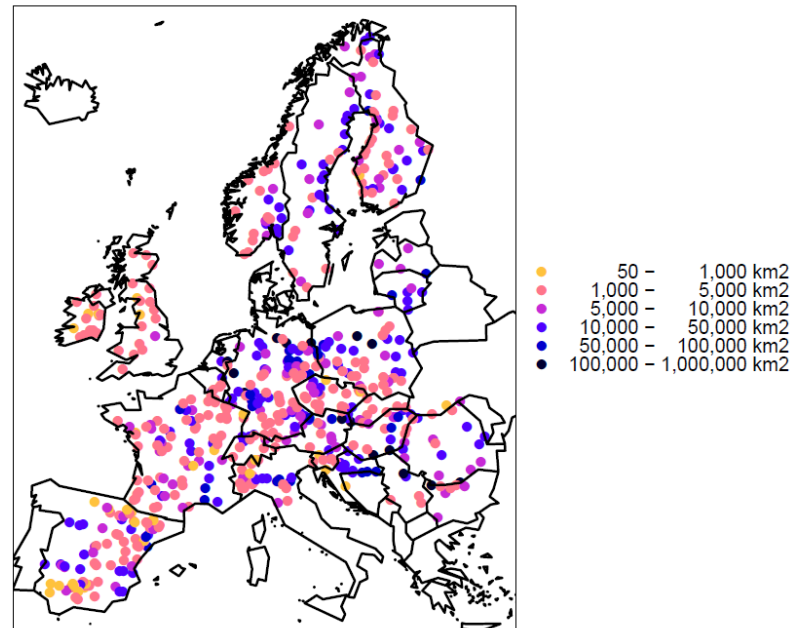 50 – 1,000 km2
1,000 – 5,000 km2
5,000 – 10,000 km2
10,000 – 50,000 km2
50,000 – 100,000 km2
100,000 – 1,000,000 km2